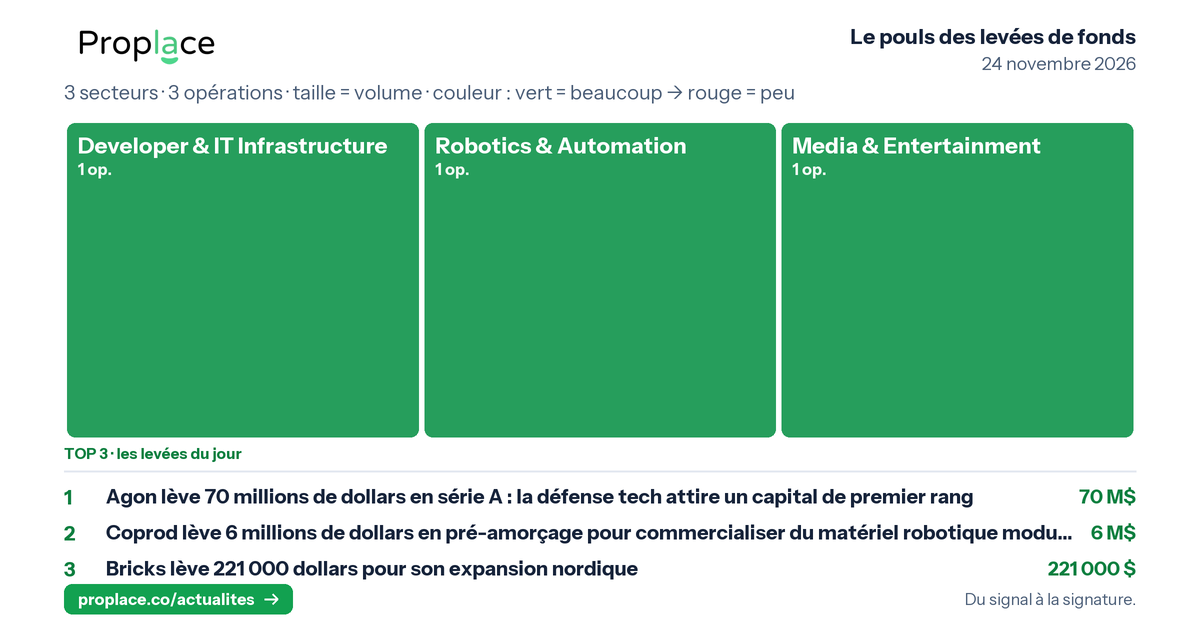 Proplace
Le pouls des levées de fonds
24 novembre 2026
3 secteurs · 3 opérations · taille = volume · couleur : vert = beaucoup → rouge = peu
Developer & IT Infrastructure
1 op.
Robotics & Automation
1 op.
Media & Entertainment
1 op.
TOP 3 · les levées du jour
1 Agon lève 70 millions de dollars en série A : la défense tech attire un capital de premier rang 70 M$
2 Coprod lève 6 millions de dollars en pré-amorçage pour commercialiser du matériel robotique modu... 6 M$
3 Bricks lève 221 000 dollars pour son expansion nordique 221 000 $
proplace.co/actualites →
Du signal à la signature.